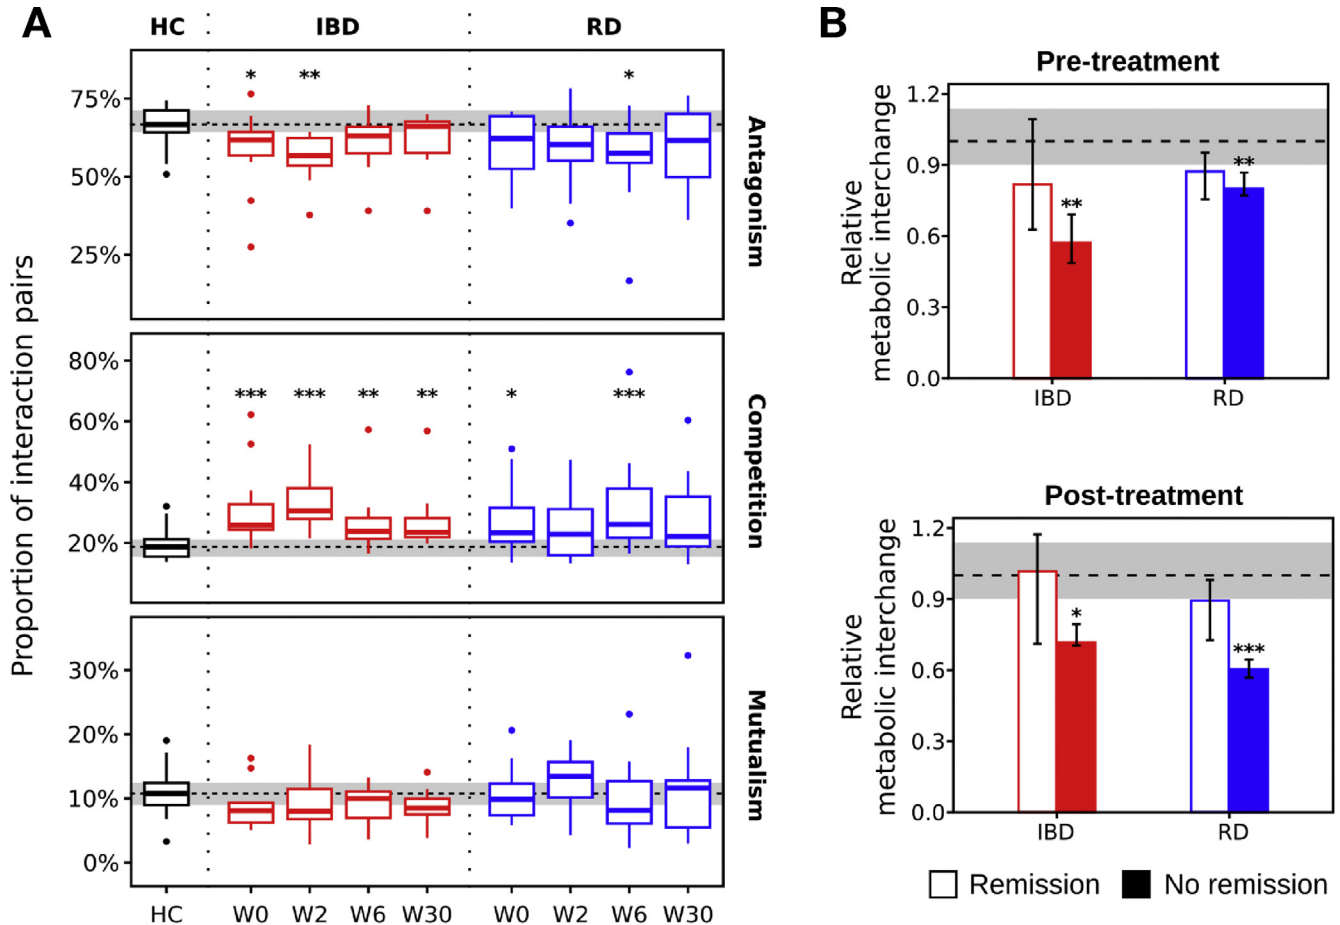 A
HC IBD RD
Proportion of interaction pairs
* ** *
75%
50%
25%
Antagonism
*** *** ** ** * ***
80%
60%
40%
20%
Competition
30%
20%
10%
0%
Mutualism
HC W0 W2 W6 W30 W0 W2 W6 W30
B
Pre-treatment
Relative
metabolic interchange
1.2
0.9
0.6
0.3
0.0
** **
IBD RD
Post-treatment
Relative
metabolic interchange
1.2
0.9
0.6
0.3
0.0
* ***
IBD RD
Remission No remission